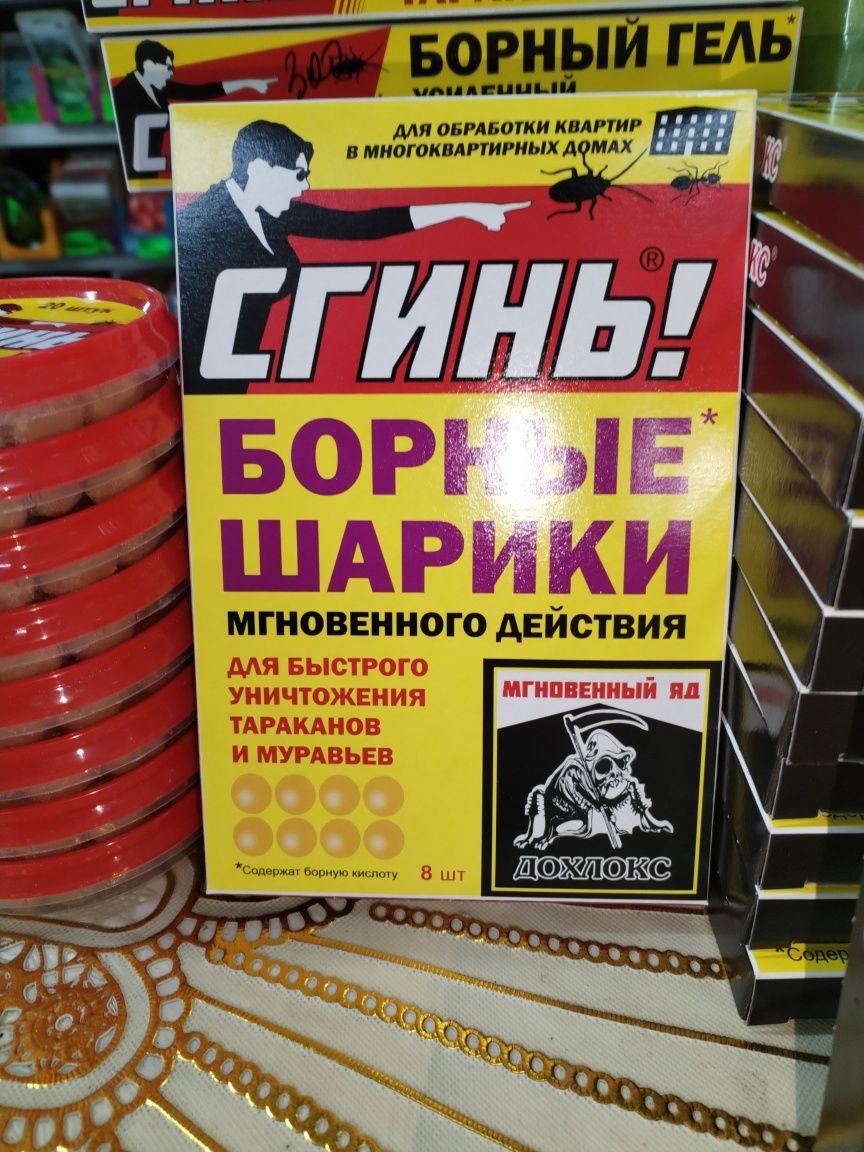 БОРНЫЙ ГЕЛЬ*
УСИЛЕННЫЙ
ДЛЯ ОБРАБОТКИ КВАРТИР
В МНОГОКВАРТИРНЫХ ДОМАХ
СГИНЬ!®
БОРНЫЕ*
ШАРИКИ
МГНОВЕННОГО ДЕЙСТВИЯ
ДЛЯ БЫСТРОГО
УНИЧТОЖЕНИЯ
ТАРАКАНОВ
И МУРАВЬЕВ
*Содержат борную кислоту
8 шт
МГНОВЕННЫЙ ЯД
ДОХЛОКС
20 штук